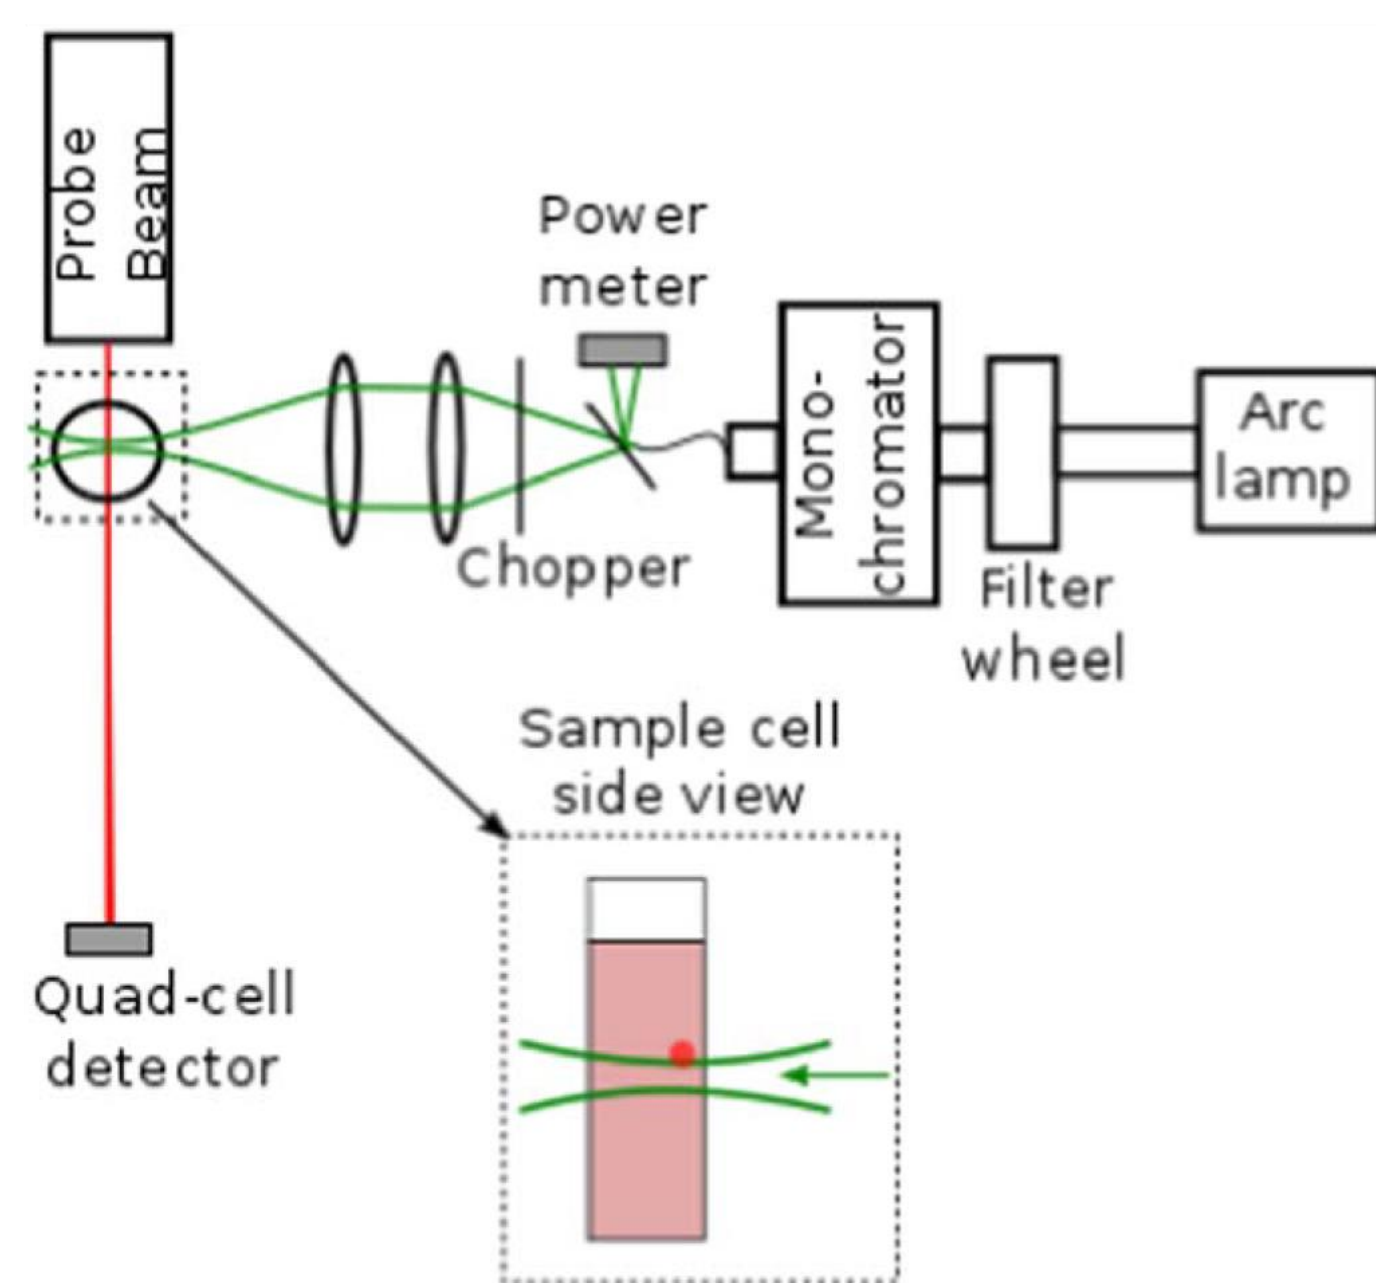 Probe
Beam
Power
meter
Mono-
chromator
Arc
lamp
Chopper
Filter
wheel
Sample cell
side view
Quad-cell
detector